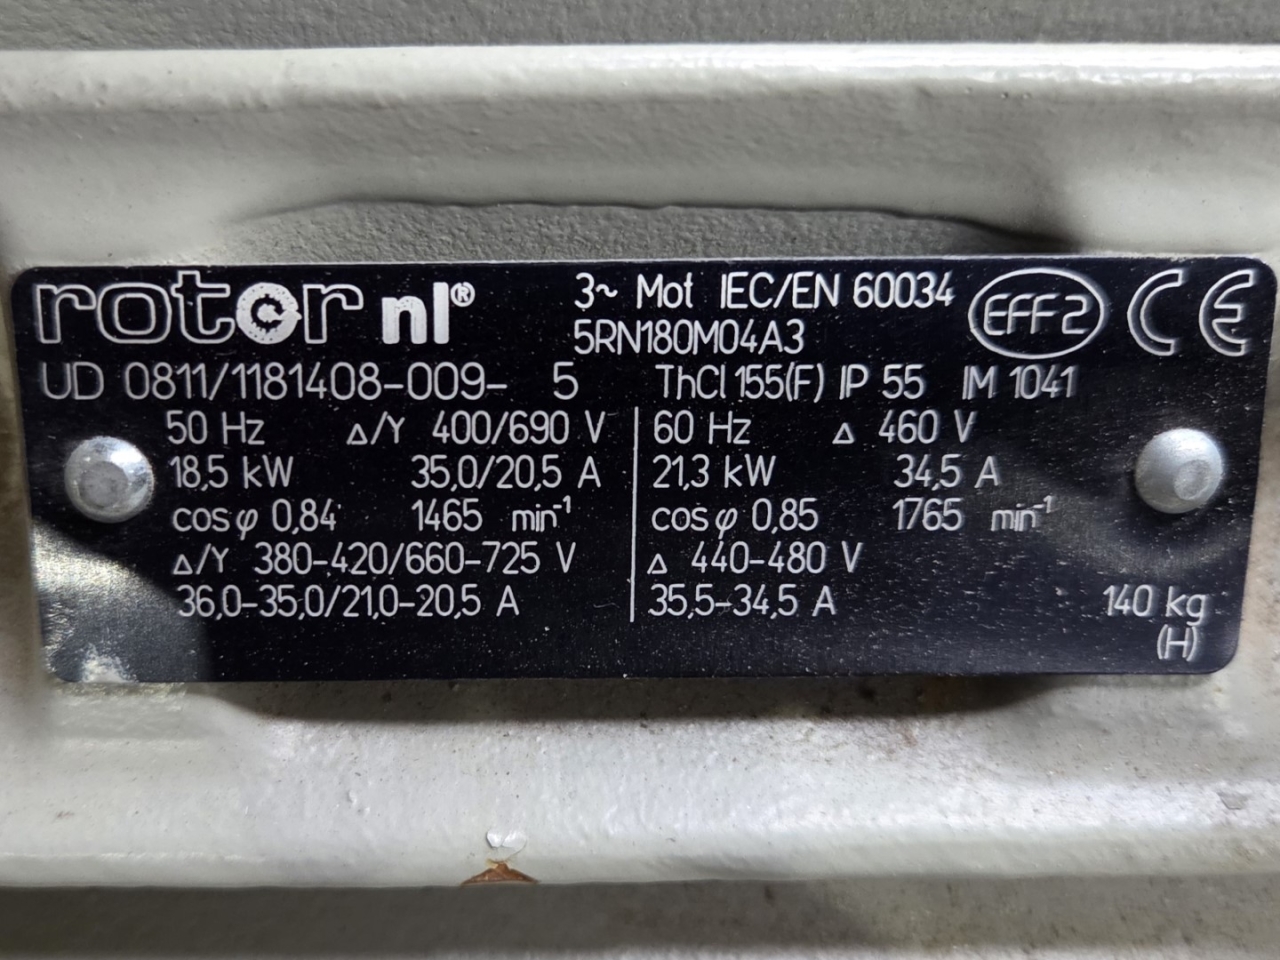 rotor nl®
3~ Mot IEC/EN 60034
EFF2 CE
5RN180M04A3
UD 0811/1181408-009- 5 ThCl 155(F) IP 55 IM 1041
50 Hz Δ/Y 400/690 V
18,5 kW 35,0/20,5 A
cos φ 0,84 1465 min⁻¹
Δ/Y 380-420/660-725 V
36,0-35,0/21,0-20,5 A
60 Hz Δ 460 V
21,3 kW 34,5 A
cos φ 0,85 1765 min⁻¹
Δ 440-480 V
35,5-34,5 A
140 kg
(H)